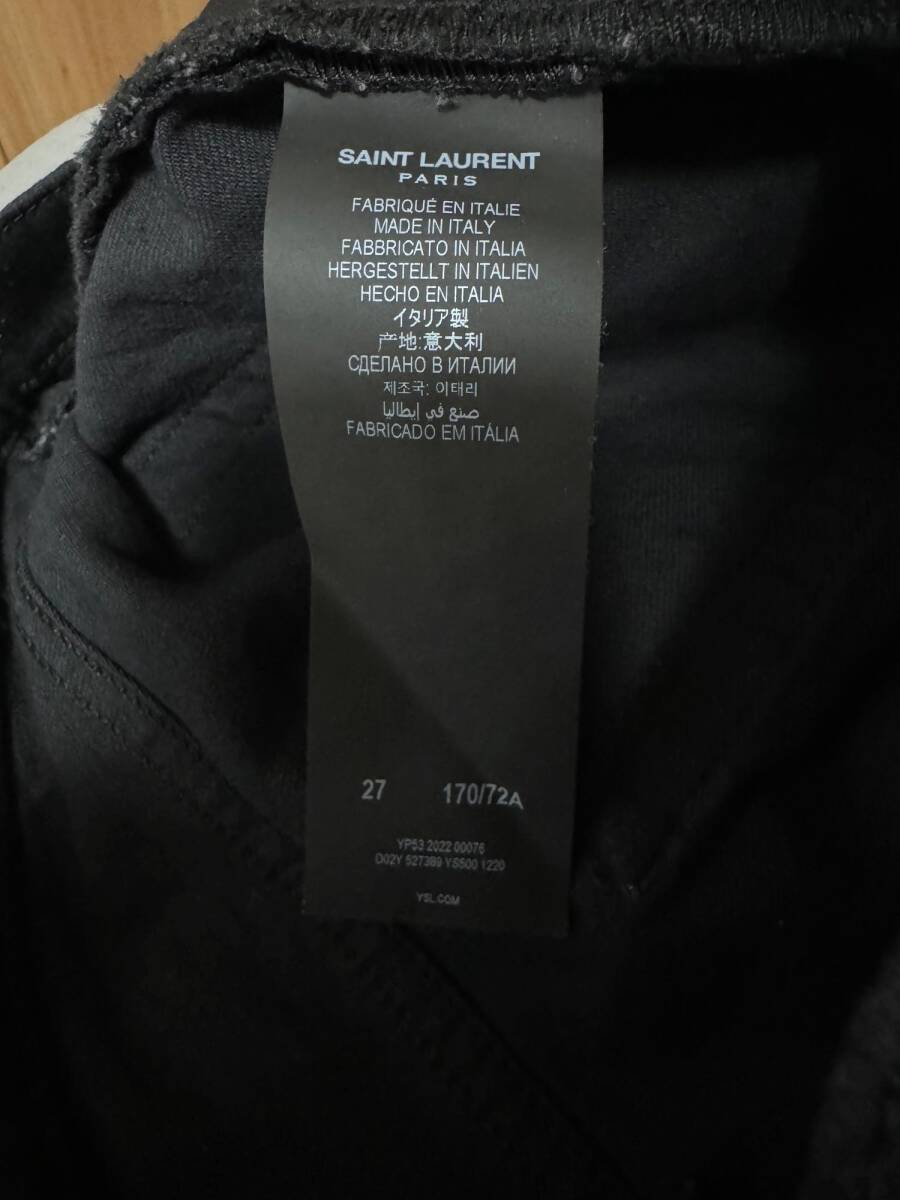 SAINT LAURENT
PARIS
FABRIQUÉ EN ITALIE
MADE IN ITALY
FABBRICATO IN ITALIA
HERGESTELLT IN ITALIEN
HECHO EN ITALIA
イタリア製
产地:意大利
СДЕЛАНО В ИТАЛИИ
제조국: 이태리
صنع في إيطاليا
FABRICADO EM ITÁLIA
27 170/72A
YP53 2022 00076
D02Y 527389 YS500 1220
YSL.COM